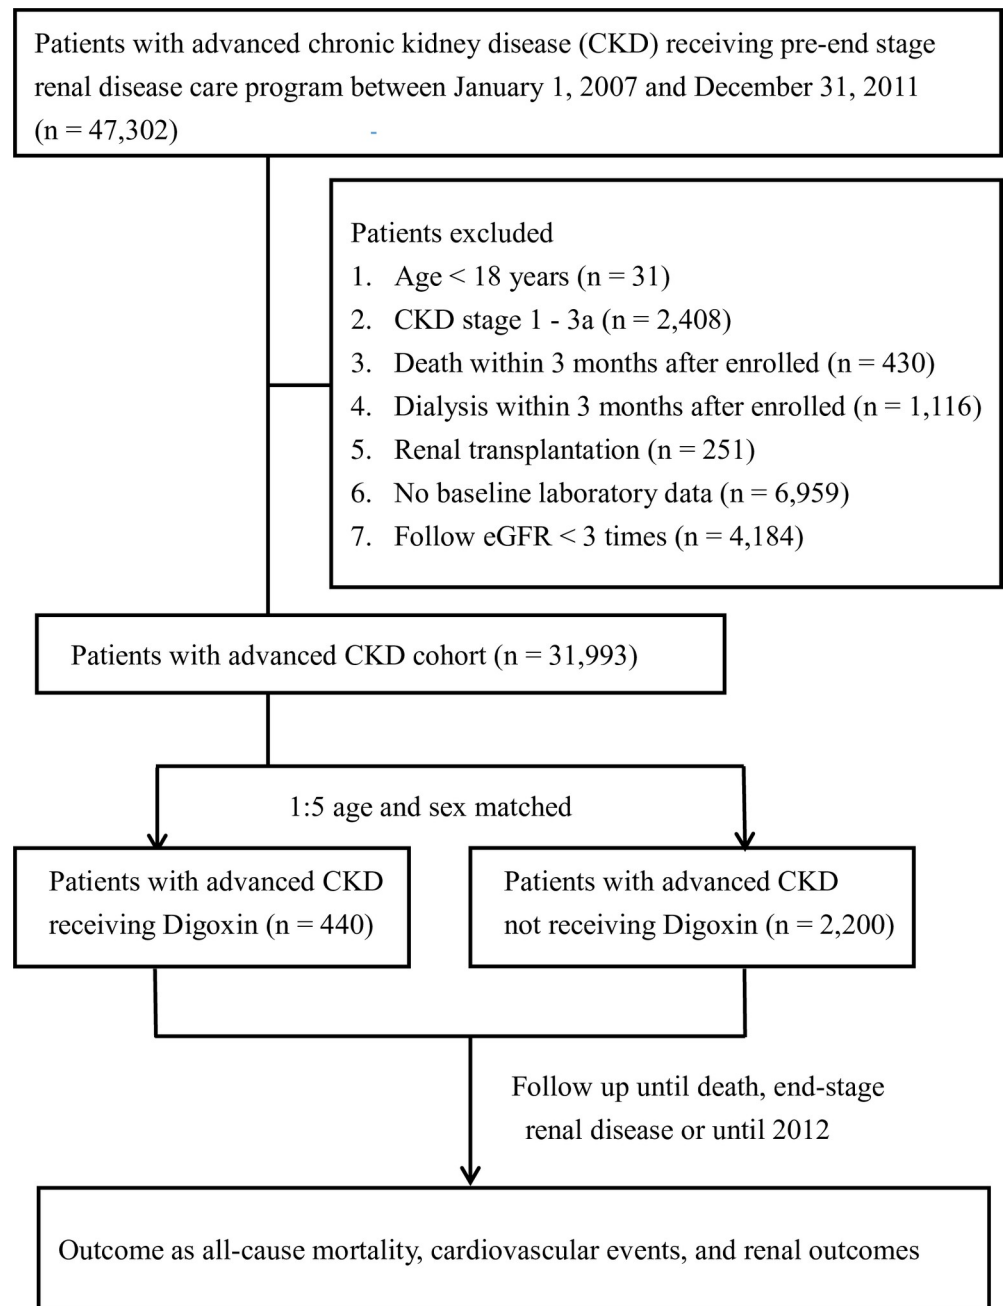 Patients with advanced chronic kidney disease (CKD) receiving pre-end stage
renal disease care program between January 1, 2007 and December 31, 2011
(n = 47,302)
Patients excluded
1. Age < 18 years (n = 31)
2. CKD stage 1 - 3a (n = 2,408)
3. Death within 3 months after enrolled (n = 430)
4. Dialysis within 3 months after enrolled (n = 1,116)
5. Renal transplantation (n = 251)
6. No baseline laboratory data (n = 6,959)
7. Follow eGFR < 3 times (n = 4,184)
Patients with advanced CKD cohort (n = 31,993)
1:5 age and sex matched
Patients with advanced CKD
receiving Digoxin (n = 440)
Patients with advanced CKD
not receiving Digoxin (n = 2,200)
Follow up until death, end-stage
renal disease or until 2012
Outcome as all-cause mortality, cardiovascular events, and renal outcomes